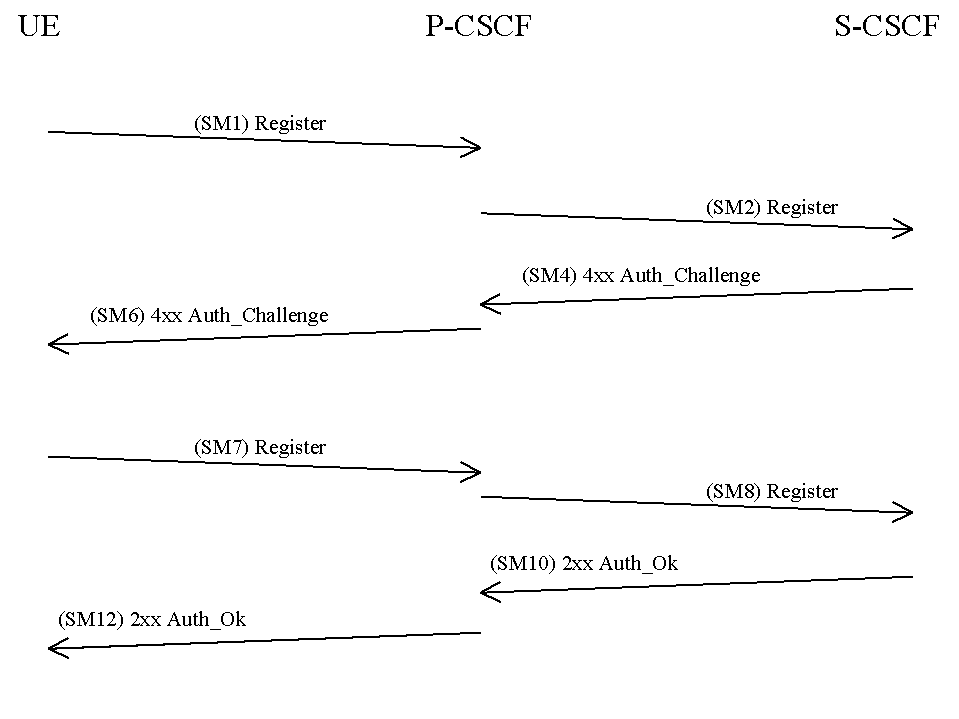 UE P-CSCF S-CSCF
(SM1) Register
(SM2) Register
(SM4) 4xx Auth_Challenge
(SM6) 4xx Auth_Challenge
(SM7) Register
(SM8) Register
(SM10) 2xx Auth_Ok
(SM12) 2xx Auth_Ok